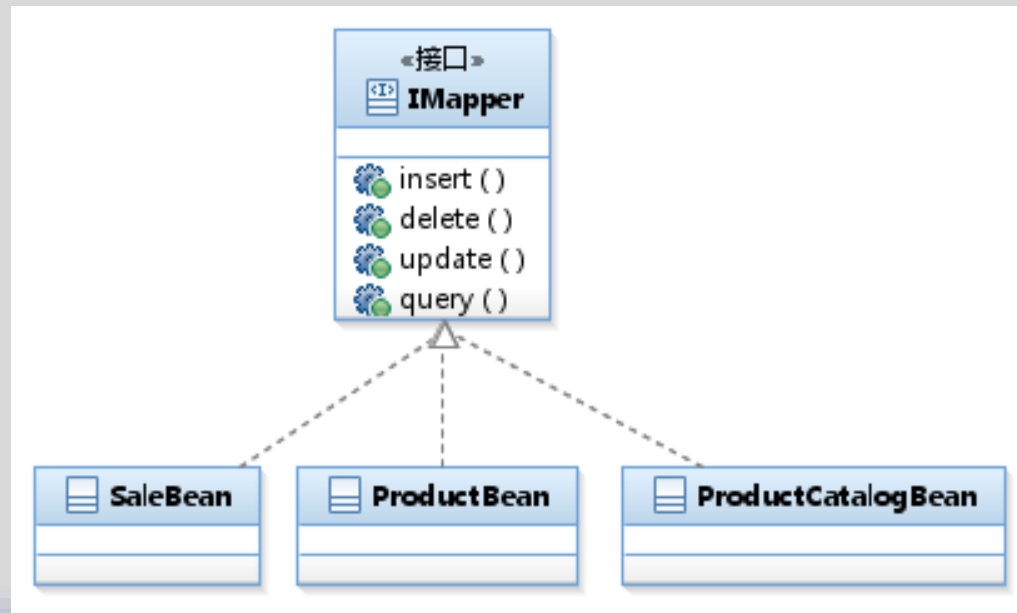 «接口»
IMapper
insert ( )
delete ( )
update ( )
query ( )
SaleBean
ProductBean
ProductCatalogBean